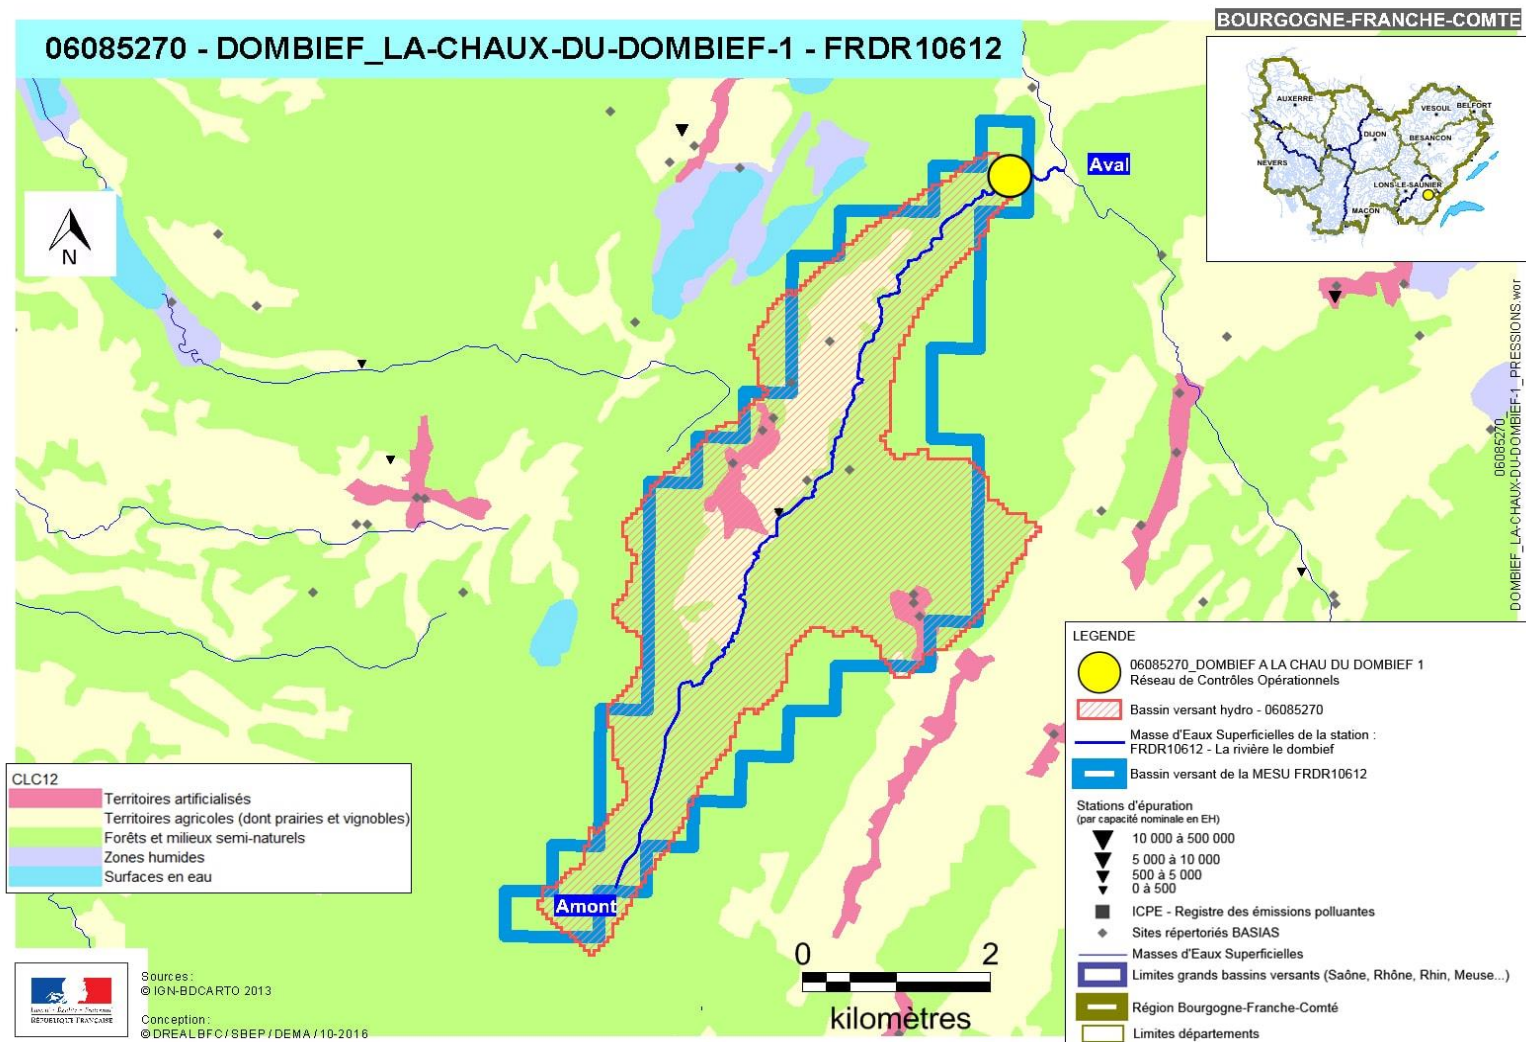 BOURGOGNE-FRANCHE-COMTE
06085270 - DOMBIEF_LA-CHAUX-DU-DOMBIEF-1 - FRDR10612
AUXERRE
VESOUL
BELFORT
DIJON
BESANCON
NEVERS
LONS-LE-SAUNIER
MACON
Aval
N
06085270_
DOMBIEF_LA-CHAUX-DU-DOMBIEF-1_PRESSIONS.wor
LEGENDE
06085270_DOMBIEF A LA CHAU DU DOMBIEF 1
Réseau de Contrôles Opérationnels
Bassin versant hydro - 06085270
Masse d'Eaux Superficielles de la station :
FRDR10612 - La rivière le dombief
Bassin versant de la MESU FRDR10612
Stations d'épuration
(par capacité nominale en EH)
10 000 à 500 000
5 000 à 10 000
500 à 5 000
0 à 500
ICPE - Registre des émissions polluantes
Sites répertoriés BASIAS
Masses d'Eaux Superficielles
Limites grands bassins versants (Saône, Rhône, Rhin, Meuse...)
Région Bourgogne-Franche-Comté
Limites départements
CLC12
Territoires artificialisés
Territoires agricoles (dont prairies et vignobles)
Forêts et milieux semi-naturels
Zones humides
Surfaces en eau
Amont
0 2
kilomètres
Sources :
© IGN-BDCARTO 2013
Conception :
© DREAL BFC / SBEP / DEMA / 10-2016
Liberté • Égalité • Fraternité
RÉPUBLIQUE FRANÇAISE